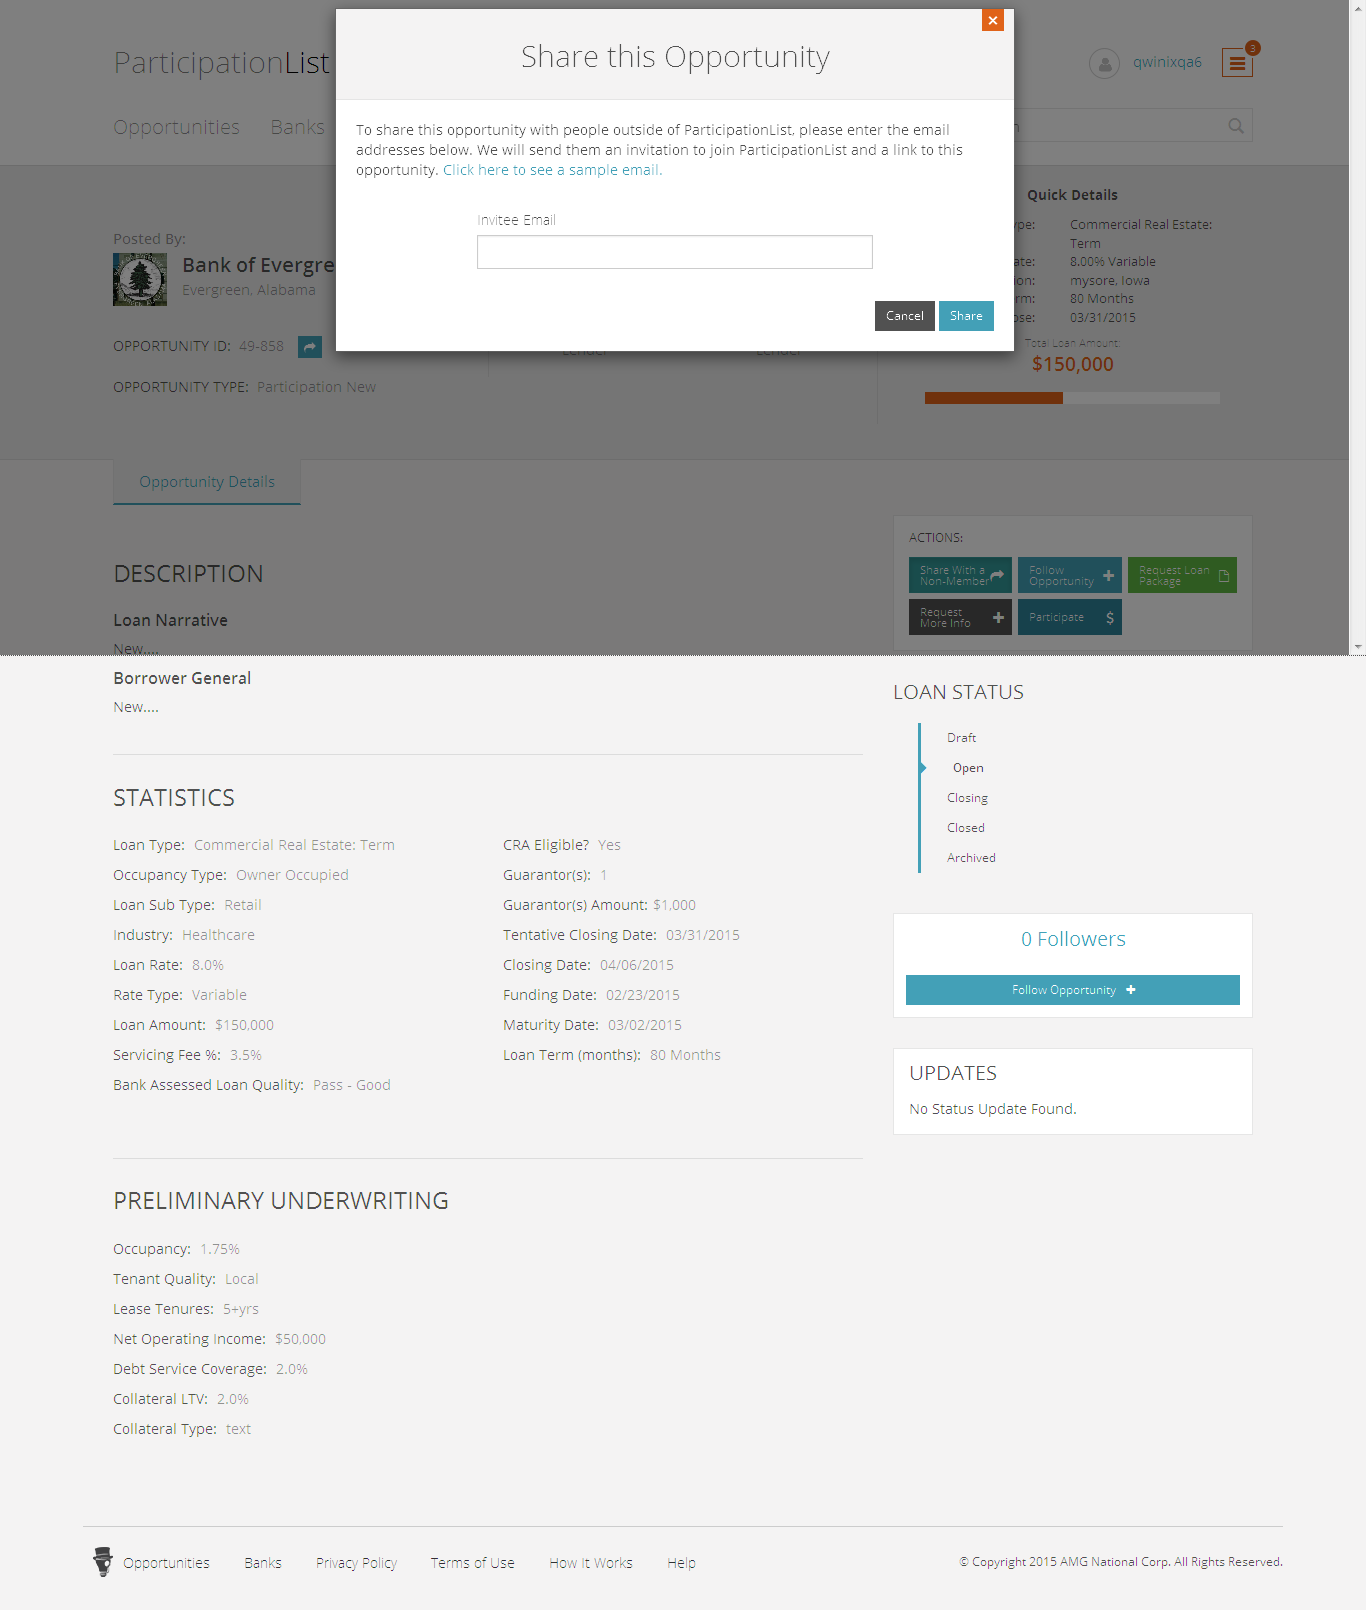 Share this Opportunity
To share this opportunity with people outside of ParticipationList, please enter the email
addresses below. We will send them an invitation to join ParticipationList and a link to this
opportunity. Click here to see a sample email.
Invitee Email
Cancel Share
ParticipationList
qwinixqa6
3
Opportunities Banks
Posted By:
Bank of Evergre
Evergreen, Alabama
OPPORTUNITY ID: 49-858
OPPORTUNITY TYPE: Participation New
Lender Lender
Quick Details
ype: Commercial Real Estate:
Term
ate: 8.00% Variable
ion: mysore, Iowa
rm: 80 Months
ose: 03/31/2015
Total Loan Amount:
$150,000
Opportunity Details
DESCRIPTION
Loan Narrative
New....
Borrower General
New....
ACTIONS:
Share With a
Non-Member
Follow
Opportunity
Request Loan
Package
Request
More Info
Participate
STATISTICS
Loan Type: Commercial Real Estate: Term
Occupancy Type: Owner Occupied
Loan Sub Type: Retail
Industry: Healthcare
Loan Rate: 8.0%
Rate Type: Variable
Loan Amount: $150,000
Servicing Fee %: 3.5%
Bank Assessed Loan Quality: Pass - Good
CRA Eligible? Yes
Guarantor(s): 1
Guarantor(s) Amount: $1,000
Tentative Closing Date: 03/31/2015
Closing Date: 04/06/2015
Funding Date: 02/23/2015
Maturity Date: 03/02/2015
Loan Term (months): 80 Months
LOAN STATUS
Draft
Open
Closing
Closed
Archived
0 Followers
Follow Opportunity
UPDATES
No Status Update Found.
PRELIMINARY UNDERWRITING
Occupancy: 1.75%
Tenant Quality: Local
Lease Tenures: 5+yrs
Net Operating Income: $50,000
Debt Service Coverage: 2.0%
Collateral LTV: 2.0%
Collateral Type: text
Opportunities Banks Privacy Policy Terms of Use How It Works Help
© Copyright 2015 AMG National Corp. All Rights Reserved.